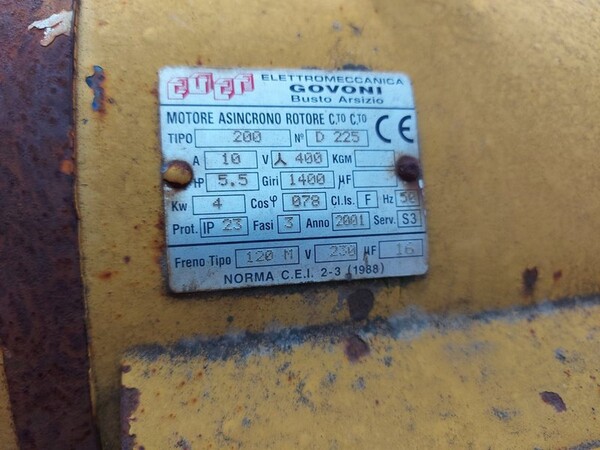 ELETTROMECCANICA
GOVONI
Busto Arsizio
MOTORE ASINCRONO ROTORE C.TO C.TO
TIPO 200 Nº D 225 CE
A 10 V 400 KGM
HP 5.5 Giri 1400 µF
Kw 4 Cosφ 078 Cl.Is. F Hz 50
Prot. IP 23 Fasi 3 Anno 2001 Serv. S3
Freno Tipo 120 M V 230 µF 16
NORMA C.E.I. 2-3 (1988)